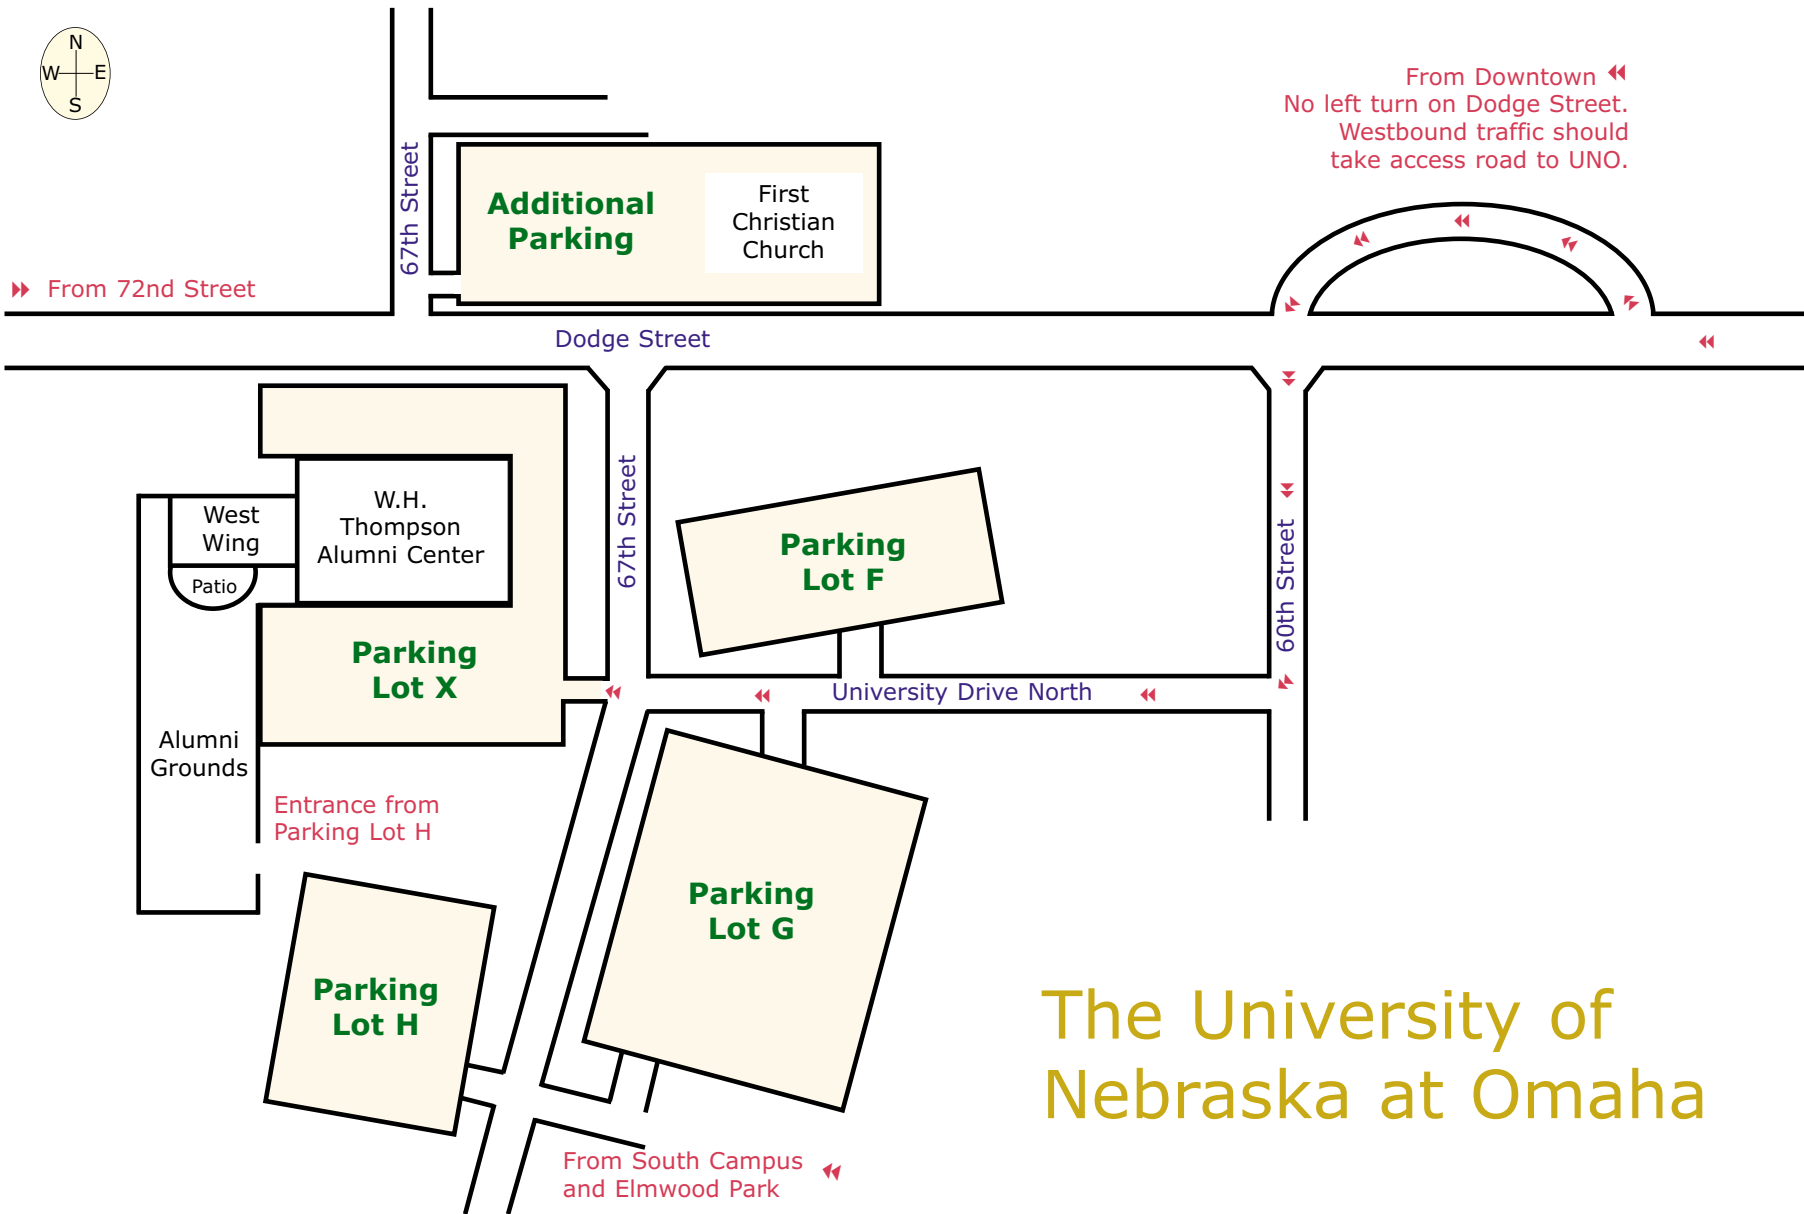 N
W E
S
From Downtown
No left turn on Dodge Street.
Westbound traffic should
take access road to UNO.
67th Street
Additional
Parking
First
Christian
Church
From 72nd Street
Dodge Street
W.H.
Thompson
Alumni Center
West
Wing
Patio
67th Street
Parking
Lot F
60th Street
Parking
Lot X
University Drive North
Alumni
Grounds
Entrance from
Parking Lot H
Parking
Lot G
Parking
Lot H
The University of
Nebraska at Omaha
From South Campus
and Elmwood Park